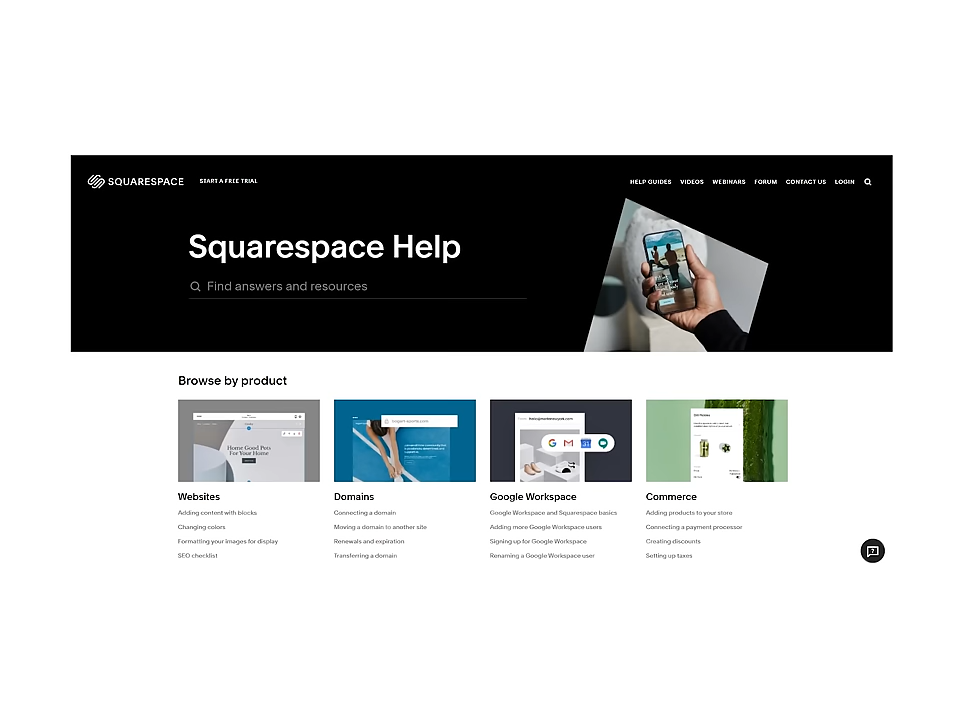 SQUARESPACE
START A FREE TRIAL
HELP GUIDES VIDEOS WEBINARS FORUM CONTACT US LOGIN
Squarespace Help
Find answers and resources
Browse by product
Home Good Pots
For Your Home
Websites
Adding content with blocks
Changing colors
Formatting your images for display
SEO checklist
Domains
Connecting a domain
Moving a domain to another site
Renewals and expiration
Transferring a domain
Google Workspace
Google Workspace and Squarespace basics
Adding more Google Workspace users
Signing up for Google Workspace
Renaming a Google Workspace user
Commerce
Adding products to your store
Connecting a payment processor
Creating discounts
Setting up taxes